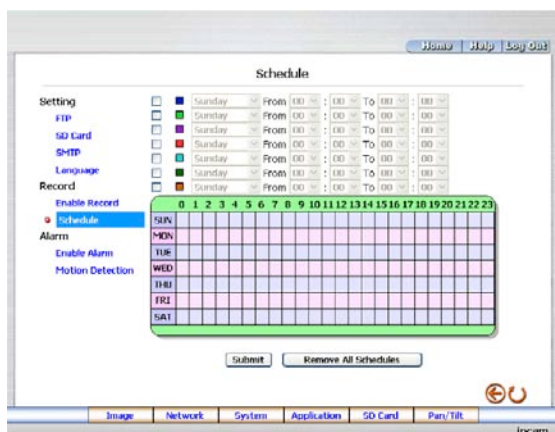 Home | Help | Log Out
Schedule
Setting
FTP
SD Card
SMTP
Language
Record
Enable Record
Schedule
Alarm
Enable Alarm
Motion Detection
Sunday From 00 : 00 To 00 : 00
Sunday From 00 : 00 To 00 : 00
Sunday From 00 : 00 To 00 : 00
Sunday From 00 : 00 To 00 : 00
Sunday From 00 : 00 To 00 : 00
Sunday From 00 : 00 To 00 : 00
Sunday From 00 : 00 To 00 : 00
0 1 2 3 4 5 6 7 8 9 10 11 12 13 14 15 16 17 18 19 20 21 22 23
SUN
MON
TUE
WED
THU
FRI
SAT
Submit Remove All Schedules
Image Network System Application SD Card Pan/Tilt
ipcam